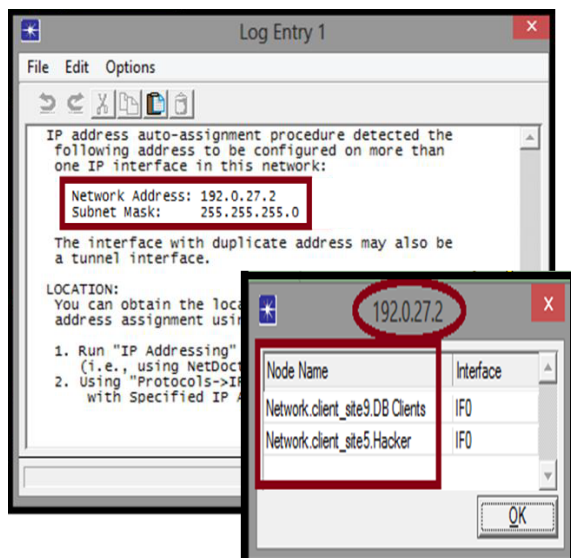 Log Entry 1
File Edit Options
IP address auto-assignment procedure detected the
following address to be configured on more than
one IP interface in this network:
Network Address: 192.0.27.2
Subnet Mask: 255.255.255.0
The interface with duplicate address may also be
a tunnel interface.
LOCATION:
You can obtain the loca
address assignment usin
1. Run "IP Addressing"
(i.e., using NetDoct
2. Using "Protocols->IP
with Specified IP A
192.0.27.2
Node Name Interface
Network.client_site9.DB Clients IF0
Network.client_site5.Hacker IF0
OK